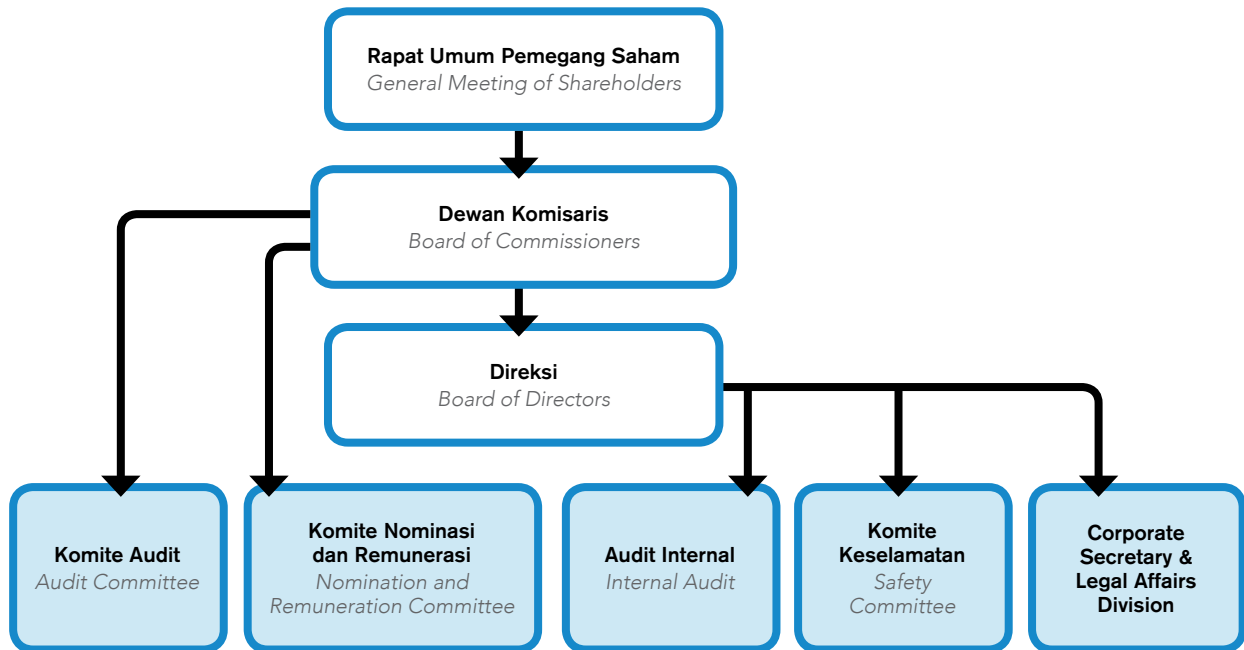 Rapat Umum Pemegang Saham
General Meeting of Shareholders
Dewan Komisaris
Board of Commissioners
Direksi
Board of Directors
Komite Audit
Audit Committee
Komite Nominasi
dan Remunerasi
Nomination and
Remuneration Committee
Audit Internal
Internal Audit
Komite
Keselamatan
Safety
Committee
Corporate
Secretary &
Legal Affairs
Division